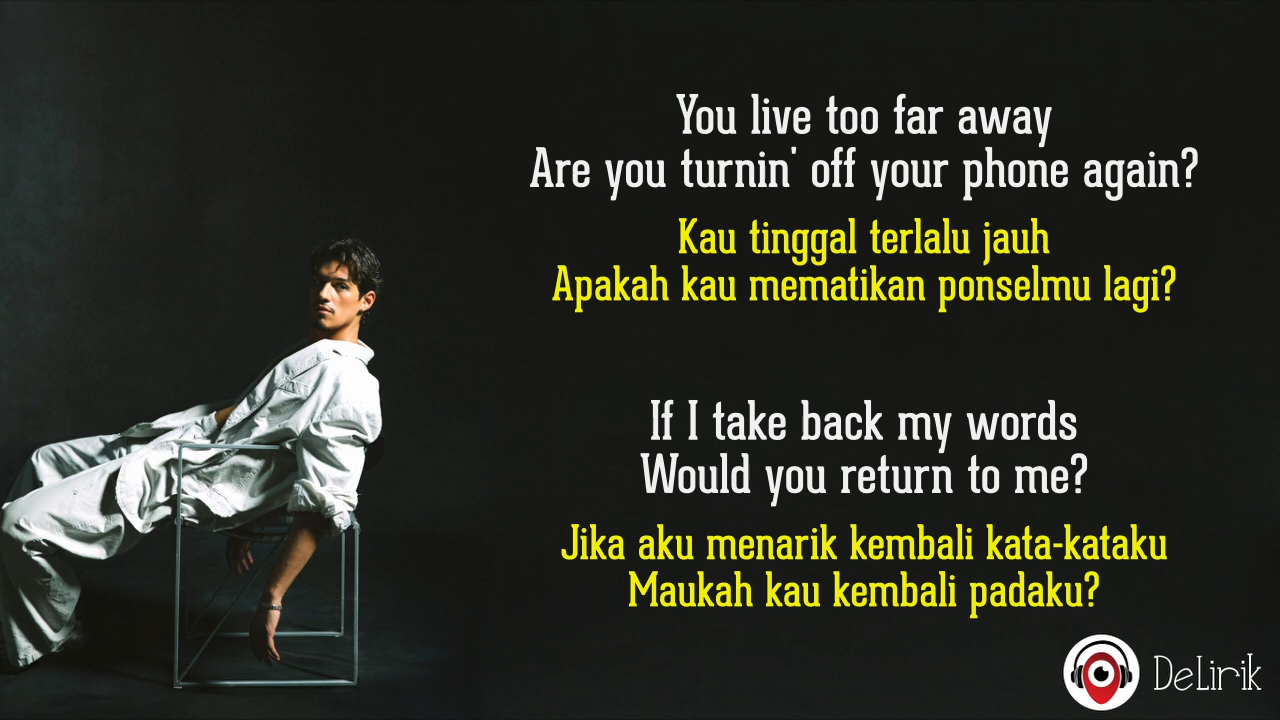 You live too far away
Are you turnin' off your phone again?
Kau tinggal terlalu jauh
Apakah kau mematikan ponselmu lagi?
If I take back my words
Would you return to me?
Jika aku menarik kembali kata-kataku
Maukah kau kembali padaku?
DeLirik